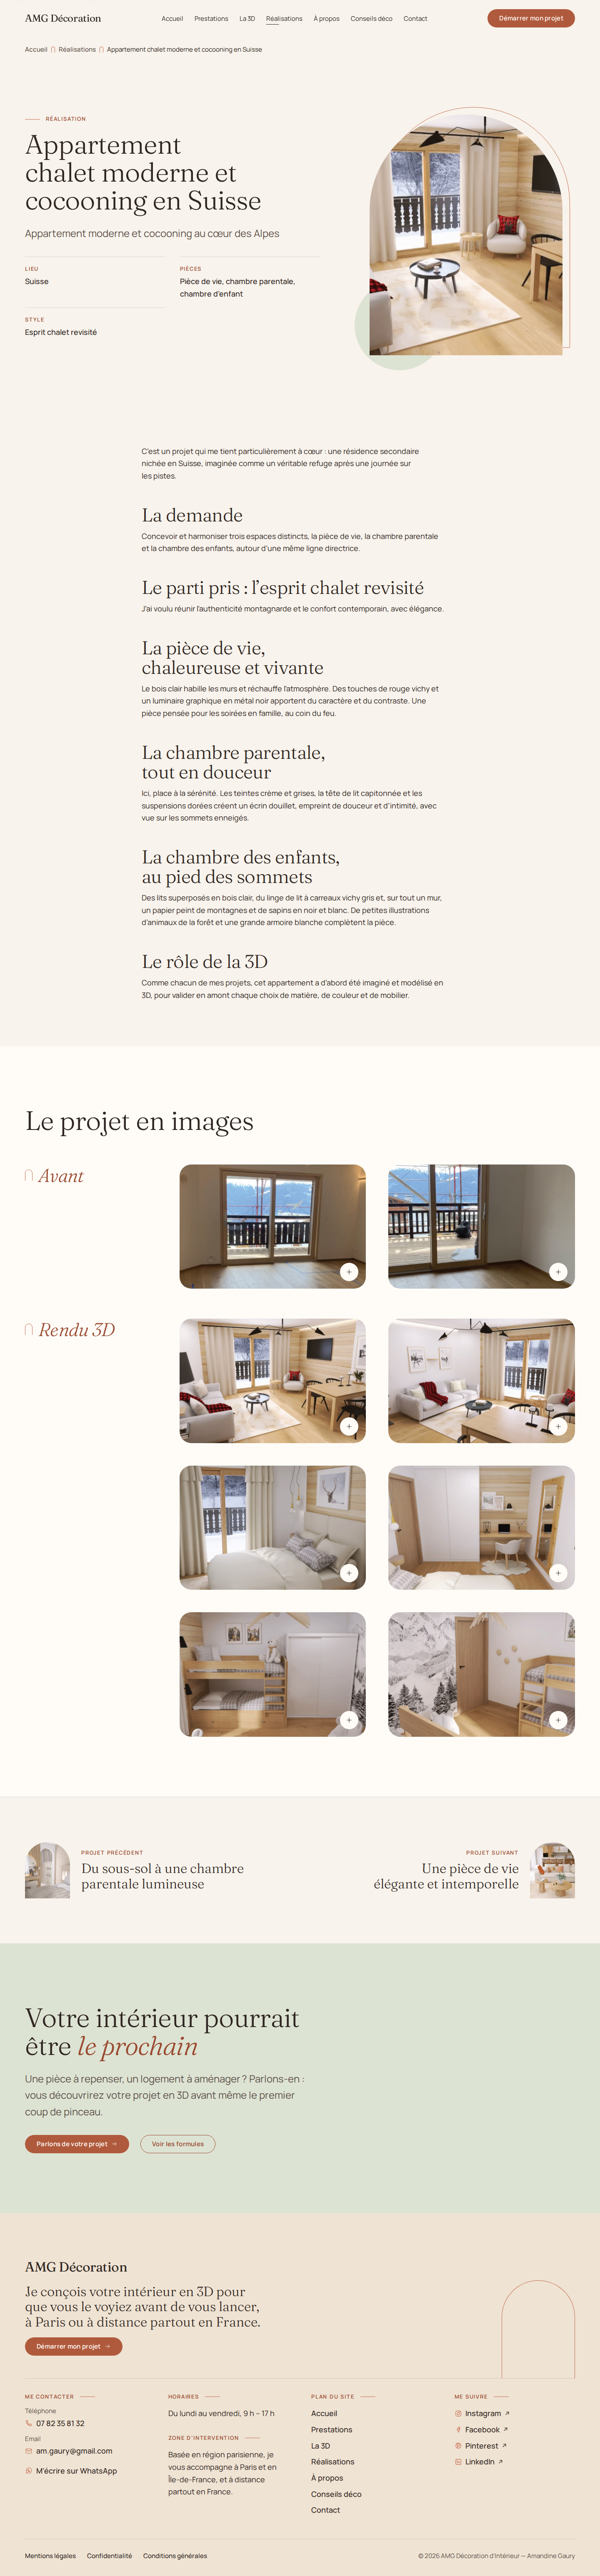 AMG Décoration
Accueil
Prestations
La 3D
Réalisations
À propos
Conseils déco
Contact
Démarrer mon projet
Accueil
Réalisations
Appartement chalet moderne et cocooning en Suisse
RÉALISATION
Appartement
chalet moderne et
cocooning en Suisse
Appartement moderne et cocooning au cœur des Alpes
LIEU
Suisse
PIÈCES
Pièce de vie, chambre parentale,
chambre d'enfant
STYLE
Esprit chalet revisité
C'est un projet qui me tient particulièrement à cœur : une résidence secondaire
nichée en Suisse, imaginée comme un véritable refuge après une journée sur
les pistes.
La demande
Concevoir et harmoniser trois espaces distincts, la pièce de vie, la chambre parentale
et la chambre des enfants, autour d'une même ligne directrice.
Le parti pris : l'esprit chalet revisité
J'ai voulu réunir l'authenticité montagnarde et le confort contemporain, avec élégance.
La pièce de vie,
chaleureuse et vivante
Le bois clair habille les murs et réchauffe l'atmosphère. Des touches de rouge vichy et
un luminaire graphique en métal noir apportent du caractère et du contraste. Une
pièce pensée pour les soirées en famille, au coin du feu.
La chambre parentale,
tout en douceur
Ici, place à la sérénité. Les teintes crème et grises, la tête de lit capitonnée et les
suspensions dorées créent un écrin douillet, empreint de douceur et d'intimité, avec
vue sur les sommets enneigés.
La chambre des enfants,
au pied des sommets
Des lits superposés en bois clair, du linge de lit à carreaux vichy gris et, sur tout un mur,
un papier peint de montagnes et de sapins en noir et blanc. De petites illustrations
d'animaux de la forêt et une grande armoire blanche complètent la pièce.
Le rôle de la 3D
Comme chacun de mes projets, cet appartement a d'abord été imaginé et modélisé en
3D, pour valider en amont chaque choix de matière, de couleur et de mobilier.
Le projet en images
Avant
Rendu 3D
PROJET PRÉCÉDENT
Du sous-sol à une chambre
parentale lumineuse
PROJET SUIVANT
Une pièce de vie
élégante et intemporelle
Votre intérieur pourrait
être le prochain
Une pièce à repenser, un logement à aménager ? Parlons-en :
vous découvrirez votre projet en 3D avant même le premier
coup de pinceau.
Parlons de votre projet →
Voir les formules
AMG Décoration
Je conçois votre intérieur en 3D pour
que vous le voyiez avant de vous lancer,
à Paris ou à distance partout en France.
Démarrer mon projet →
ME CONTACTER
Téléphone
07 82 35 81 32
Email
am.gaury@gmail.com
M'écrire sur WhatsApp
HORAIRES
Du lundi au vendredi, 9 h – 17 h
ZONE D'INTERVENTION
Basée en région parisienne, je
vous accompagne à Paris et en
Île-de-France, et à distance
partout en France.
PLAN DU SITE
Accueil
Prestations
La 3D
Réalisations
À propos
Conseils déco
Contact
ME SUIVRE
Instagram ↗
Facebook ↗
Pinterest ↗
LinkedIn ↗
Mentions légales
Confidentialité
Conditions générales
© 2026 AMG Décoration d'Intérieur — Amandine Gaury